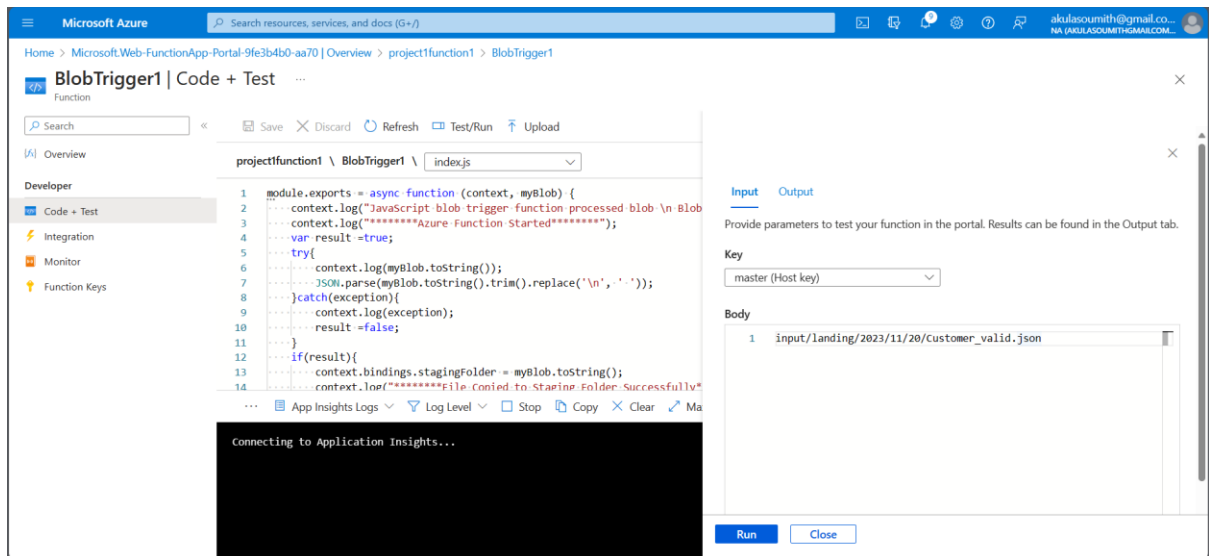 Microsoft Azure
Search resources, services, and docs (G+/)
9
akulasoumith@gmail.co...
NA (AKULASOUMITHGMAILCOM...
Home > Microsoft.Web-FunctionApp-Portal-9fe3b4b0-aa70 | Overview > project1function1 > BlobTrigger1
BlobTrigger1 | Code + Test ...
Function
Search
Overview
Developer
Code + Test
Integration
Monitor
Function Keys
Save Discard Refresh Test/Run Upload
project1function1 \ BlobTrigger1 \ index.js
1 module.exports = async function (context, myBlob) {
2 context.log("JavaScript blob trigger function processed blob \n Blob
3 context.log("********Azure Function Started********");
4 var result =true;
5 try{
6 context.log(myBlob.toString());
7 JSON.parse(myBlob.toString().trim().replace('\n', ' '));
8 }catch(exception){
9 context.log(exception);
10 result =false;
11 }
12 if(result){
13 context.bindings.stagingFolder = myBlob.toString();
14 context.log("********File Copied to Staging Folder Successfully*
... App Insights Logs Log Level Stop Copy Clear Ma
Connecting to Application Insights...
Input Output
Provide parameters to test your function in the portal. Results can be found in the Output tab.
Key
master (Host key)
Body
1 input/landing/2023/11/20/Customer_valid.json
Run Close